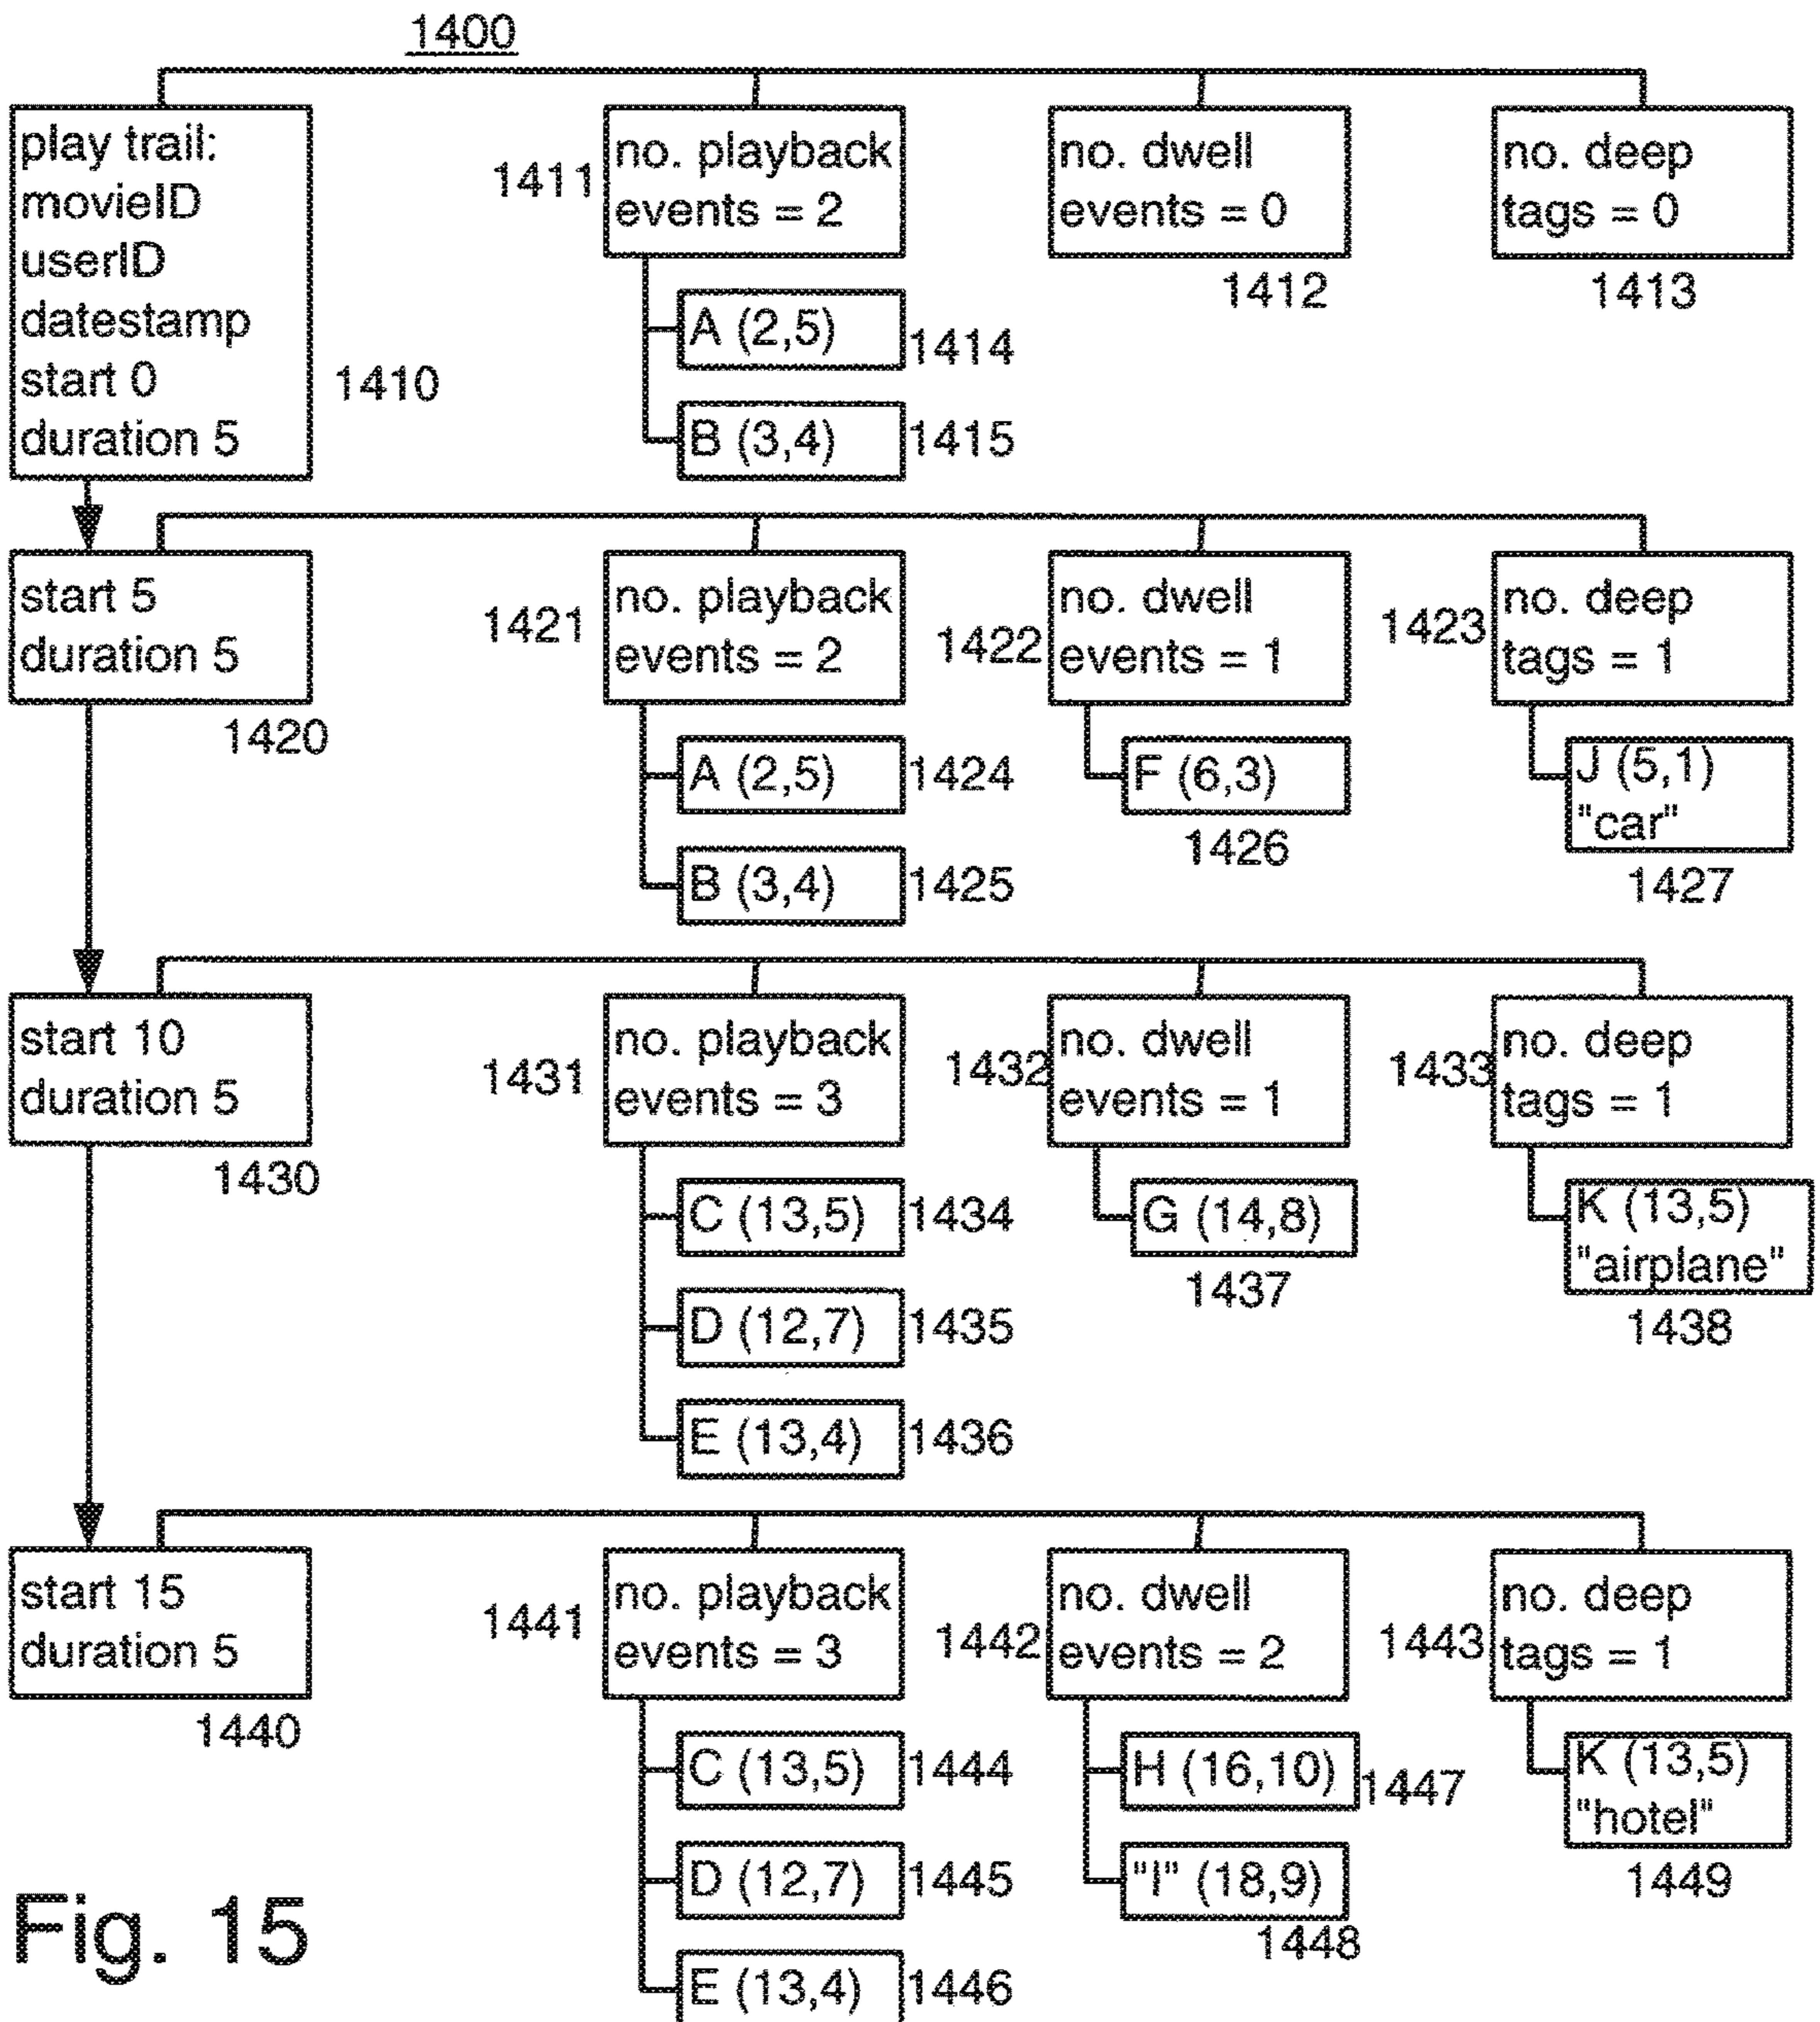 1400
play trail:
movieID
userID
datestamp
start 0
duration 5
1410
1411
no. playback
events = 2
A (2,5)
1414
B (3,4)
1415
no. dwell
events = 0
1412
no. deep
tags = 0
1413
start 5
duration 5
1420
1421
no. playback
events = 2
A (2,5)
1424
B (3,4)
1425
1422
no. dwell
events = 1
F (6,3)
1426
1423
no. deep
tags = 1
J (5,1)
"car"
1427
start 10
duration 5
1430
1431
no. playback
events = 3
C (13,5)
1434
D (12,7)
1435
E (13,4)
1436
1432
no. dwell
events = 1
G (14,8)
1437
1433
no. deep
tags = 1
K (13,5)
"airplane"
1438
start 15
duration 5
1440
1441
no. playback
events = 3
C (13,5)
1444
D (12,7)
1445
E (13,4)
1446
1442
no. dwell
events = 2
H (16,10)
1447
"I" (18,9)
1448
1443
no. deep
tags = 1
K (13,5)
"hotel"
1449
Fig. 15